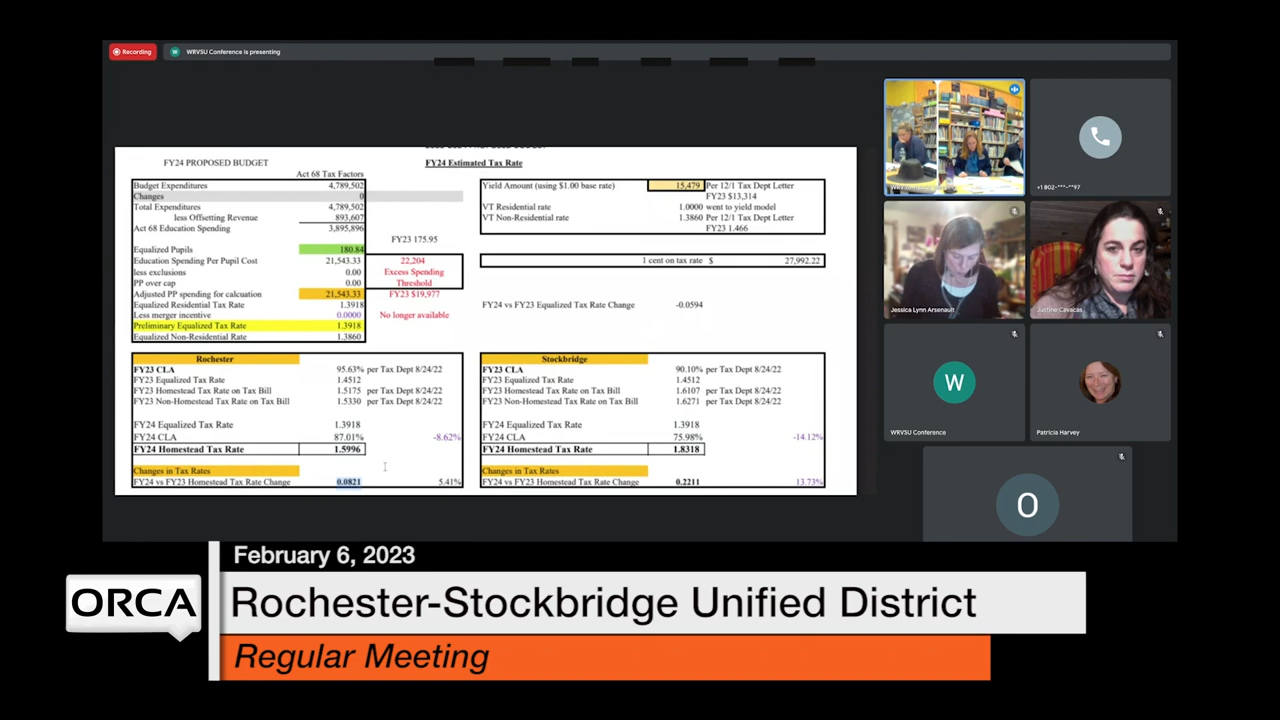 Recording
W
WRVSU Conference is presenting
FY24 PROPOSED BUDGET
FY24 Estimated Tax Rate
Act 68 Tax Factors
Budget Expenditures 4,789,502
Changes 0
Total Expenditures 4,789,502
less Offsetting Revenue 893,607
Act 68 Education Spending 3,895,896
FY23 175.95
Equalized Pupils 180.84
Education Spending Per Pupil Cost 21,543.33 22,204
less exclusions 0.00 Excess Spending
PP over cap 0.00 Threshold
Adjusted PP spending for calcuation 21,543.33 FY23 $19,977
Equalized Residential Tax Rate 1.3918
Less merger incentive 0.0000 No longer available
Preliminary Equalized Tax Rate 1.3918
Equalized Non-Residential Rate 1.3860
Yield Amount (using $1.00 base rate) 15,479 Per 12/1 Tax Dept Letter
FY23 $13,314
VT Residential rate 1.0000 went to yield model
VT Non-Residential rate 1.3860 Per 12/1 Tax Dept Letter
FY23 1.466
1 cent on tax rate $ 27,992.22
FY24 vs FY23 Equalized Tax Rate Change -0.0594
Rochester
FY23 CLA 95.63% per Tax Dept 8/24/22
FY23 Equalized Tax Rate 1.4512
FY23 Homestead Tax Rate on Tax Bill 1.5175 per Tax Dept 8/24/22
FY23 Non-Homestead Tax Rate on Tax Bill 1.5330 per Tax Dept 8/24/22
FY24 Equalized Tax Rate 1.3918
FY24 CLA 87.01% -8.62%
FY24 Homestead Tax Rate 1.5996
Changes in Tax Rates
FY24 vs FY23 Homestead Tax Rate Change 0.0821 5.41%
Stockbridge
FY23 CLA 90.10% per Tax Dept 8/24/22
FY23 Equalized Tax Rate 1.4512
FY23 Homestead Tax Rate on Tax Bill 1.6107 per Tax Dept 8/24/22
FY23 Non-Homestead Tax Rate on Tax Bill 1.6271 per Tax Dept 8/24/22
FY24 Equalized Tax Rate 1.3918
FY24 CLA 75.98% -14.12%
FY24 Homestead Tax Rate 1.8318
Changes in Tax Rates
FY24 vs FY23 Homestead Tax Rate Change 0.2211 13.73%
+1 802-***-**97
Jessica Lynn Arsenault
Justine Cavacas
W
WRVSU Conference
Patricia Harvey
O
February 6, 2023
ORCA
Rochester-Stockbridge Unified District
Regular Meeting